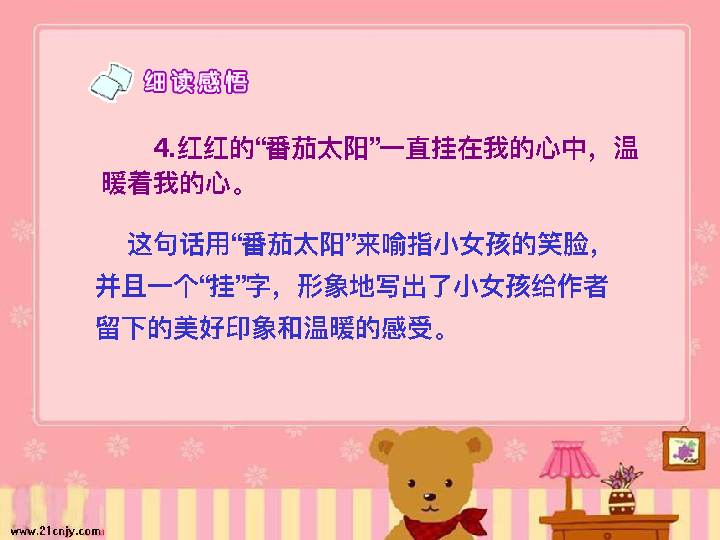 细读感悟
4.红红的“番茄太阳”一直挂在我的心中，温
暖着我的心。
这句话用“番茄太阳”来喻指小女孩的笑脸，
并且一个“挂”字，形象地写出了小女孩给作者
留下的美好印象和温暖的感受。
www.21cnjy.com